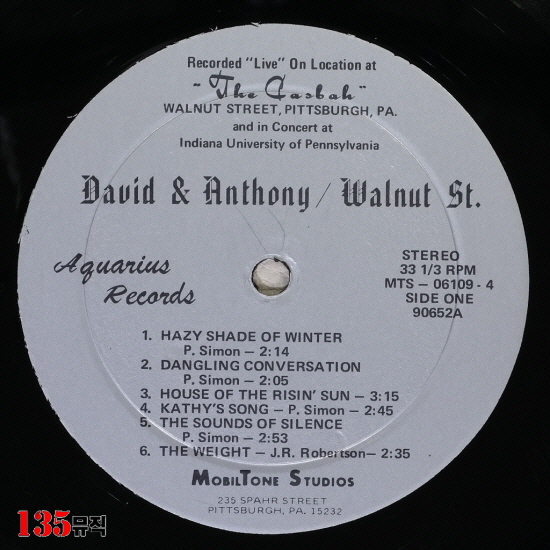 Recorded "Live" On Location at
"The Casbah"
WALNUT STREET, PITTSBURGH, PA.
and in Concert at
Indiana University of Pennsylvania
David & Anthony / Walnut St.
Aquarius
Records
STEREO
33 1/3 RPM
MTS – 06109 - 4
SIDE ONE
90652A
1. HAZY SHADE OF WINTER
P. Simon – 2:14
2. DANGLING CONVERSATION
P. Simon – 2:05
3. HOUSE OF THE RISIN' SUN – 3:15
4. KATHY'S SONG – P. Simon – 2:45
5. THE SOUNDS OF SILENCE
P. Simon – 2:53
6. THE WEIGHT – J.R. Robertson– 2:35
MOBILTONE STUDIOS
235 SPAHR STREET
PITTSBURGH, PA. 15232
135뮤직